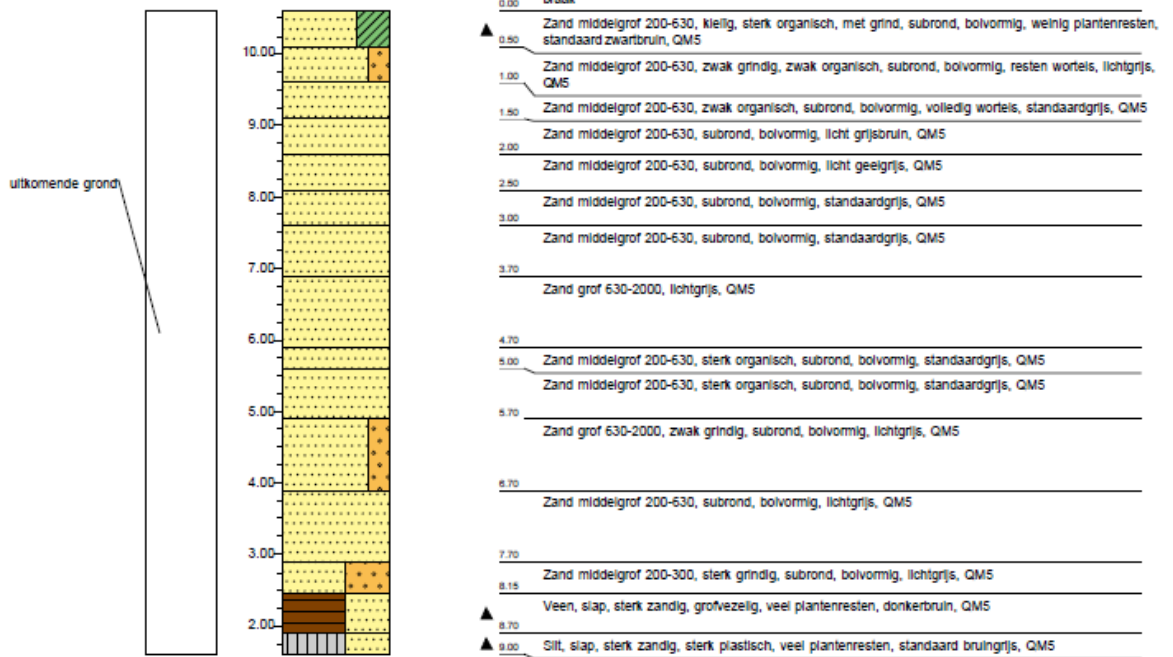 0.00 braak
Zand middelgrof 200-630, kleiig, sterk organisch, met grind, subrond, bolvormig, weinig plantenresten,
0.50 standaard zwartbruin, QM5
10.00
Zand middelgrof 200-630, zwak grindig, zwak organisch, subrond, bolvormig, resten wortels, lichtgrijs,
1.00 QM5
Zand middelgrof 200-630, zwak organisch, subrond, bolvormig, volledig wortels, standaardgrijs, QM5
1.50
9.00
Zand middelgrof 200-630, subrond, bolvormig, licht grijsbruin, QM5
2.00
Zand middelgrof 200-630, subrond, bolvormig, licht geelgrijs, QM5
uitkomende grond
2.50
8.00
Zand middelgrof 200-630, subrond, bolvormig, standaardgrijs, QM5
3.00
Zand middelgrof 200-630, subrond, bolvormig, standaardgrijs, QM5
7.00
3.70
Zand grof 630-2000, lichtgrijs, QM5
6.00
4.70
Zand middelgrof 200-630, sterk organisch, subrond, bolvormig, standaardgrijs, QM5
5.00
Zand middelgrof 200-630, sterk organisch, subrond, bolvormig, standaardgrijs, QM5
5.00
5.70
Zand grof 630-2000, zwak grindig, subrond, bolvormig, lichtgrijs, QM5
4.00
6.70
Zand middelgrof 200-630, subrond, bolvormig, lichtgrijs, QM5
3.00
7.70
Zand middelgrof 200-300, sterk grindig, subrond, bolvormig, lichtgrijs, QM5
8.15
Veen, slap, sterk zandig, grofvezelig, veel plantenresten, donkerbruin, QM5
2.00
8.70
9.00 Silt, slap, sterk zandig, sterk plastisch, veel plantenresten, standaard bruingrijs, QM5